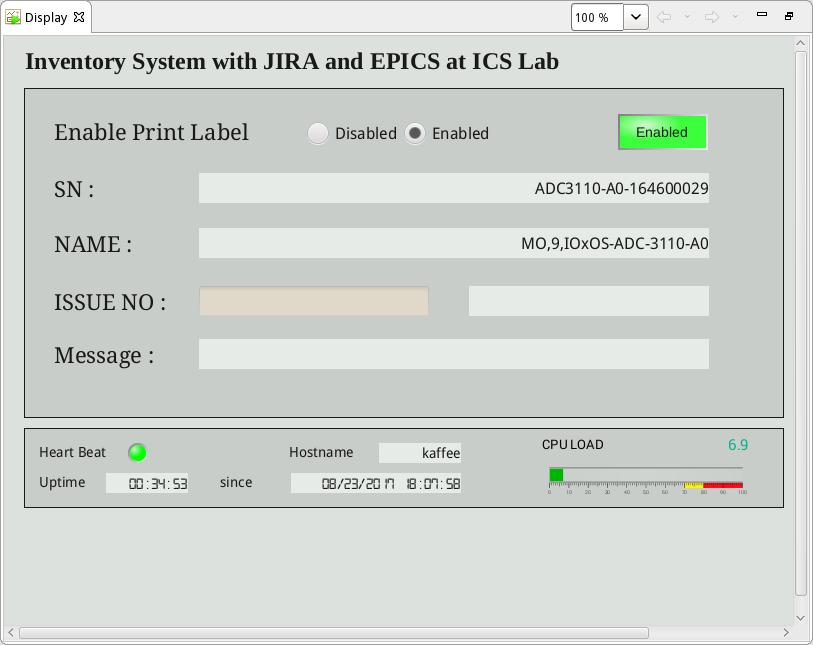 Display
100 %
Inventory System with JIRA and EPICS at ICS Lab
Enable Print Label Disabled Enabled Enabled
SN : ADC3110-A0-164600029
NAME : MO,9,IOxOS-ADC-3110-A0
ISSUE NO :
Message :
Heart Beat Hostname kaffee CPU LOAD 6.9
Uptime 00:34:53 since 08/23/2017 18:07:58
0 10 20 30 40 50 60 70 80 90 100